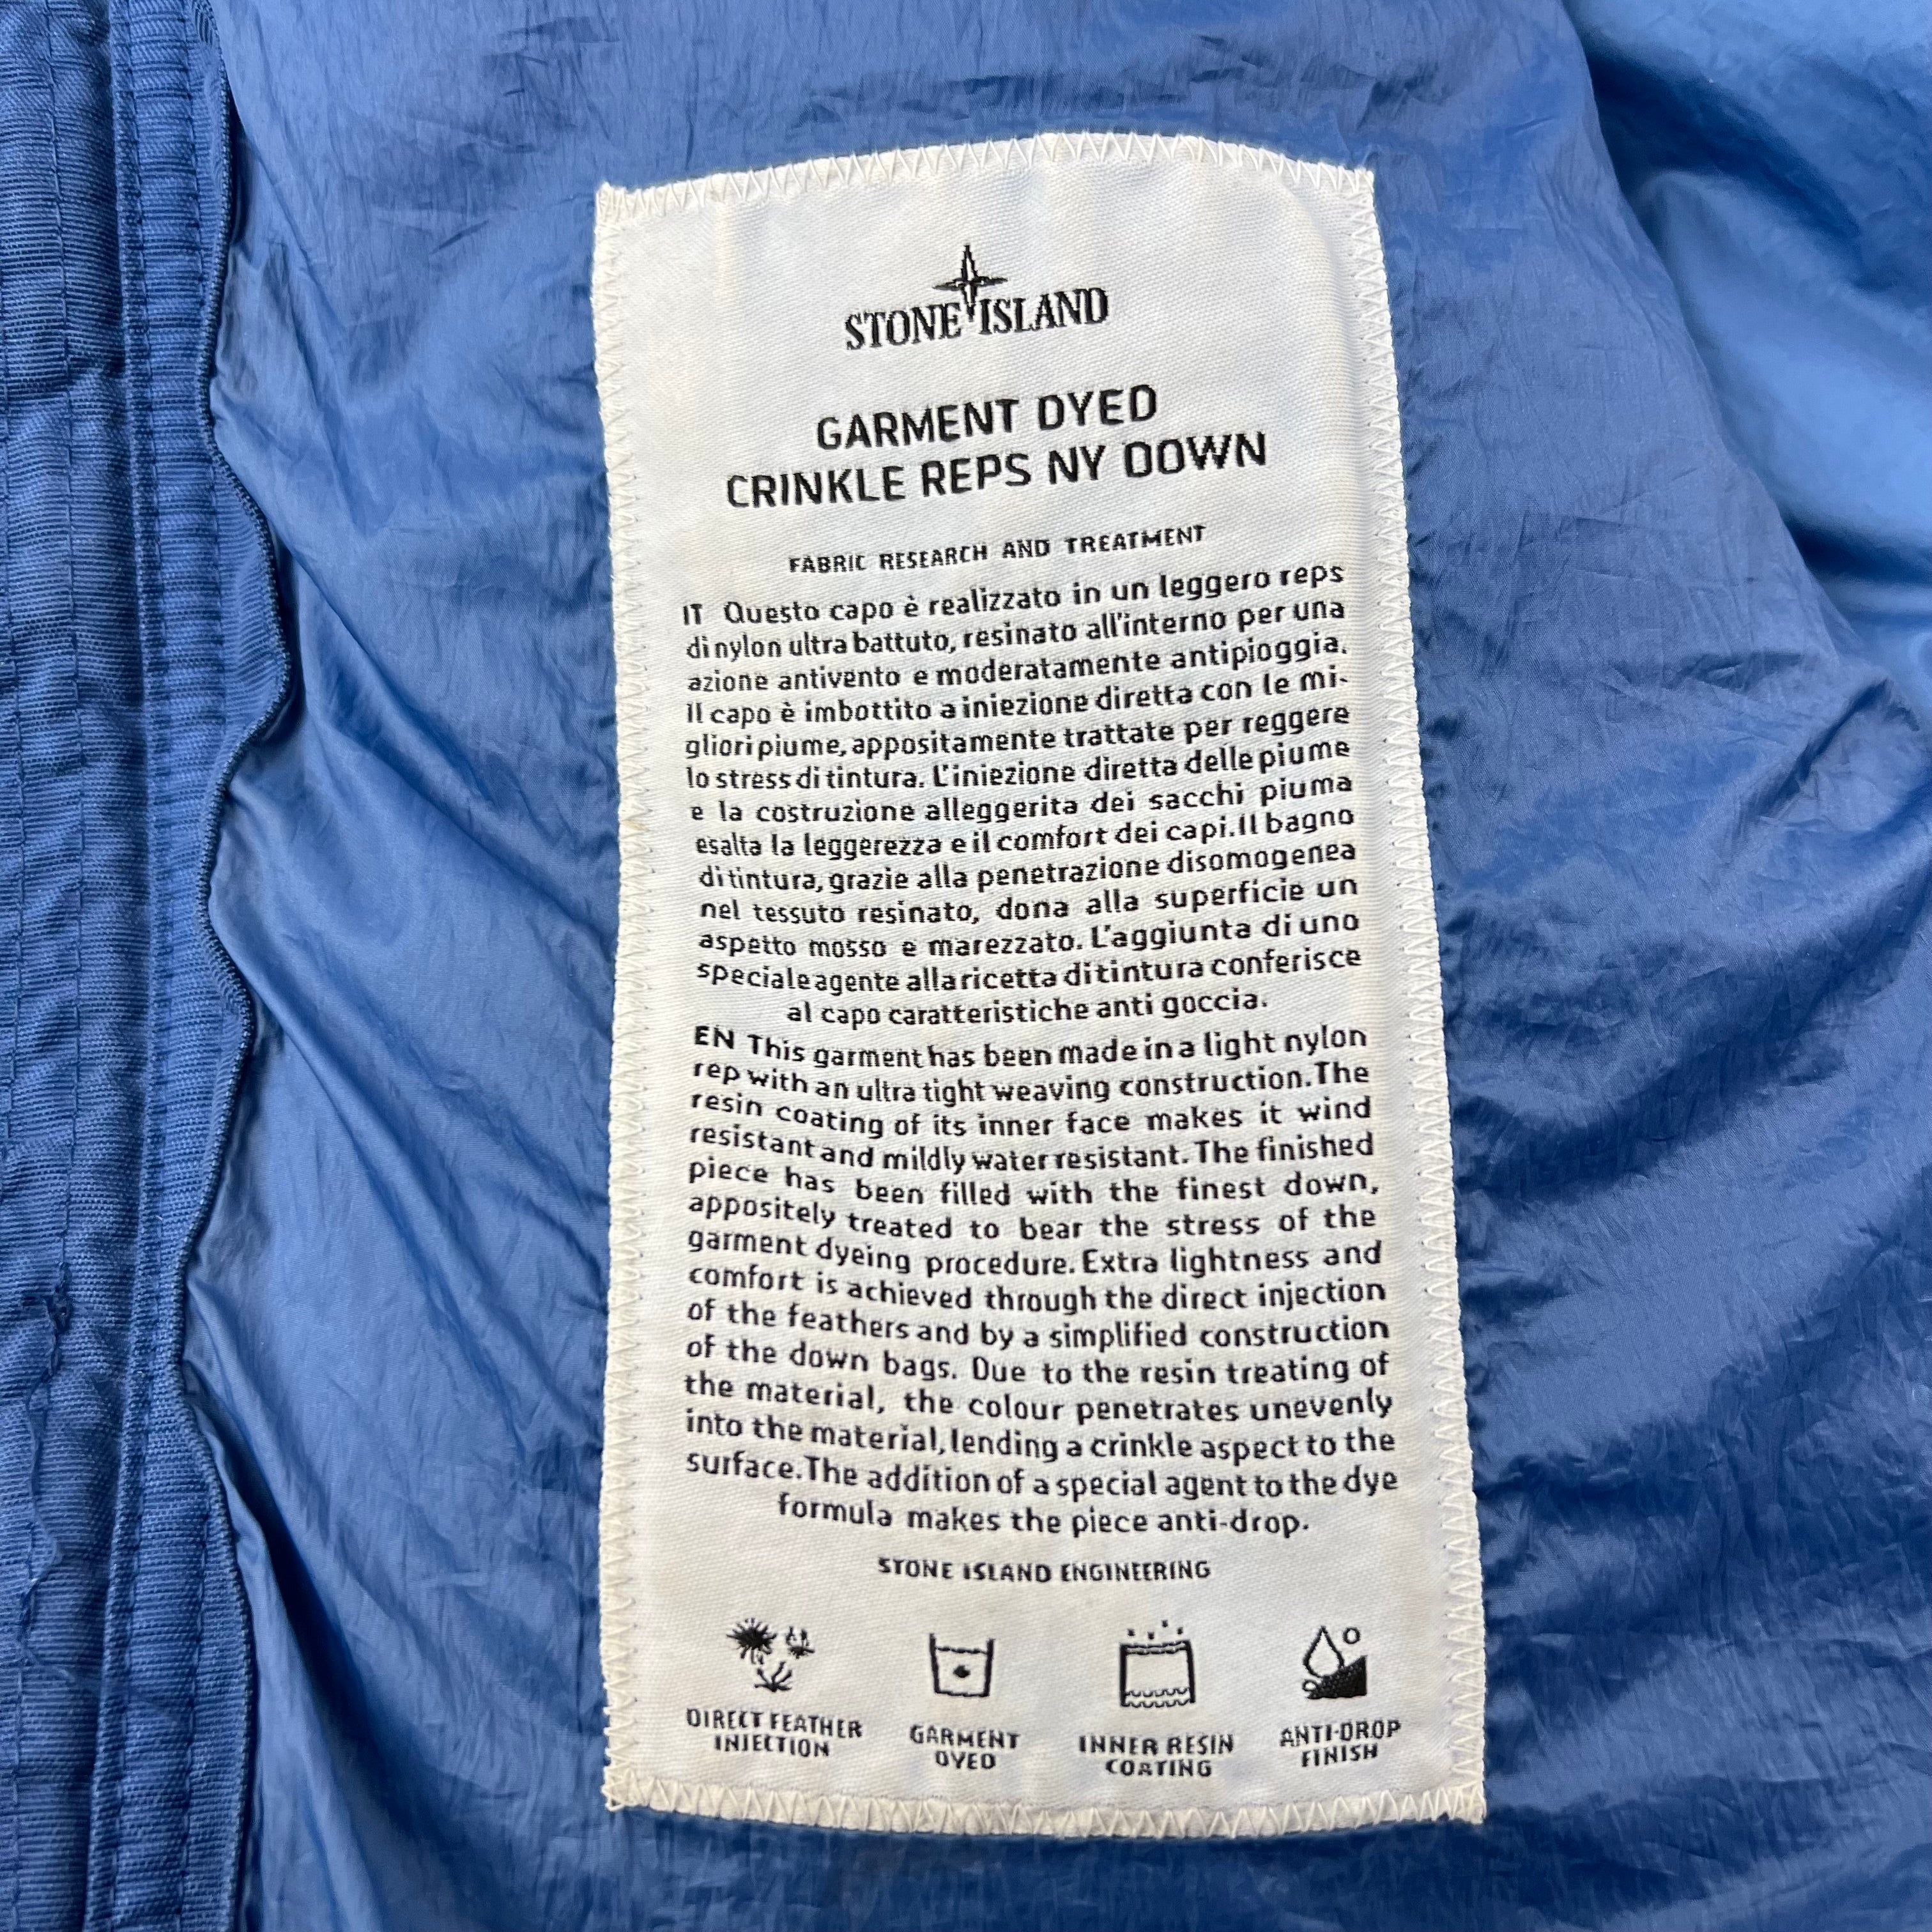 STONE ISLAND
GARMENT DYED
CRINKLE REPS NY DOWN
FABRIC RESEARCH AND TREATMENT
IT Questo capo è realizzato in un leggero reps
di nylon ultra battuto, resinato all'interno per una
azione antivento e moderatamente antipioggia.
Il capo è imbottito a iniezione diretta con le mi-
gliori piume, appositamente trattate per reggere
lo stress di tintura. L'iniezione diretta delle piume
e la costruzione alleggerita dei sacchi piuma
esalta la leggerezza e il comfort dei capi. Il bagno
di tintura, grazie alla penetrazione disomogenea
nel tessuto resinato, dona alla superficie un
aspetto mosso e marezzato. L'aggiunta di uno
speciale agente alla ricetta di tintura conferisce
al capo caratteristiche anti goccia.
EN This garment has been made in a light nylon
rep with an ultra tight weaving construction. The
resin coating of its inner face makes it wind
resistant and mildly water resistant. The finished
piece has been filled with the finest down,
appositely treated to bear the stress of the
garment dyeing procedure. Extra lightness and
comfort is achieved through the direct injection
of the feathers and by a simplified construction
of the down bags. Due to the resin treating of
the material, the colour penetrates unevenly
into the material, lending a crinkle aspect to the
surface. The addition of a special agent to the dye
formula makes the piece anti-drop.
STONE ISLAND ENGINEERING
DIRECT FEATHER
INJECTION
GARMENT
DYED
INNER RESIN
COATING
ANTI-DROP
FINISH